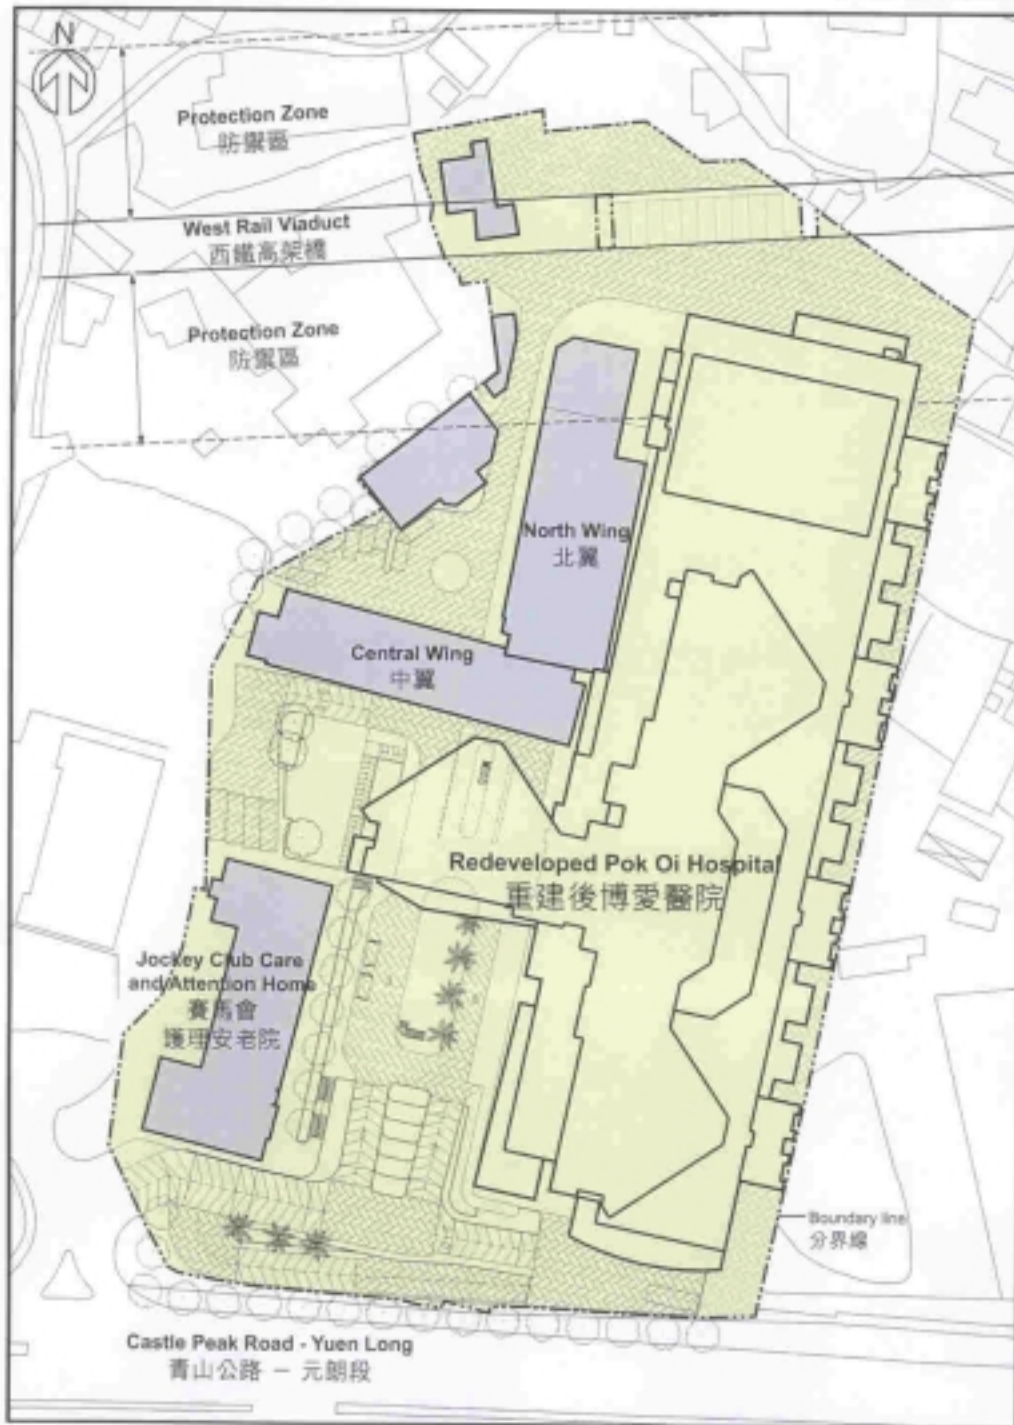 N
Protection Zone
防禦區
West Rail Viaduct
西鐵高架橋
Protection Zone
防禦區
North Wing
北翼
Central Wing
中翼
Redeveloped Pok Oi Hospital
重建後博愛醫院
Jockey Club Care
and Attention Home
賽馬會
護理安老院
Boundary line
分界線
Castle Peak Road - Yuen Long
青山公路 - 元朗段